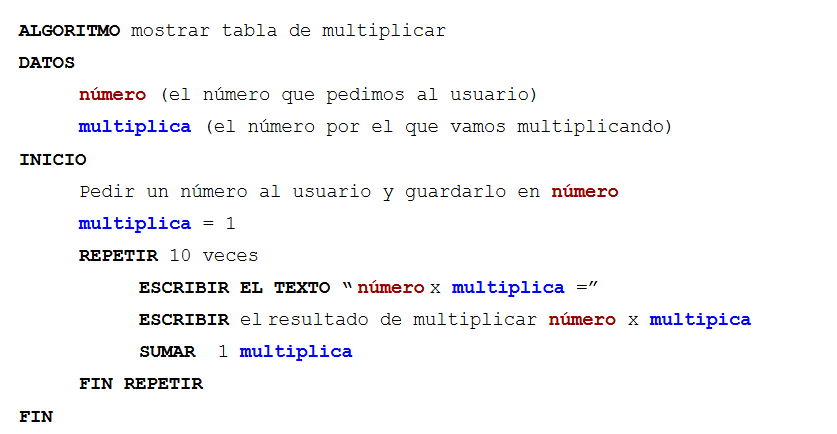 ALGORITMO mostrar tabla de multiplicar
DATOS
número (el número que pedimos al usuario)
multiplica (el número por el que vamos multiplicando)
INICIO
Pedir un número al usuario y guardarlo en número
multiplica = 1
REPETIR 10 veces
ESCRIBIR EL TEXTO “número x multiplica =”
ESCRIBIR el resultado de multiplicar número x multipica
SUMAR 1 multiplica
FIN REPETIR
FIN